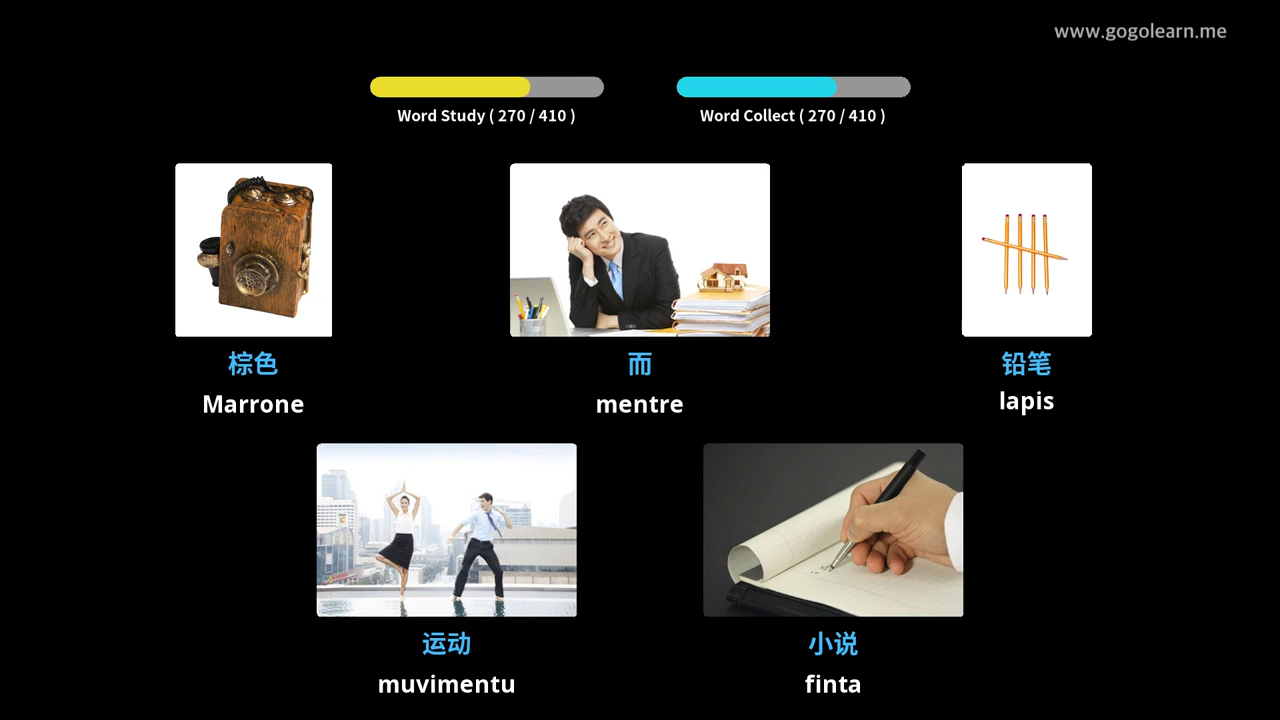 www.gogolearn.me
Word Study ( 270 / 410 )
Word Collect ( 270 / 410 )
棕色
Marrone
而
mentre
铅笔
lapis
运动
muvimentu
小说
finta